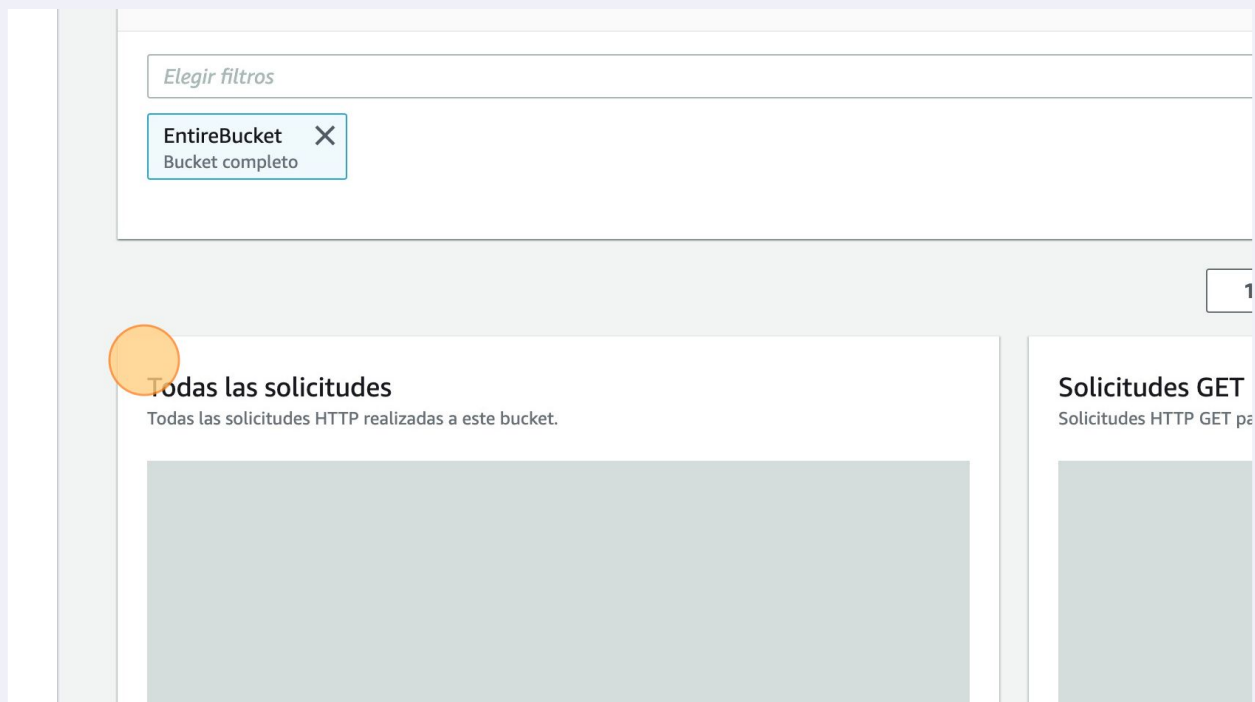 Elegir filtros
EntireBucket
Bucket completo
1
Todas las solicitudes
Todas las solicitudes HTTP realizadas a este bucket.
Solicitudes GET
Solicitudes HTTP GET